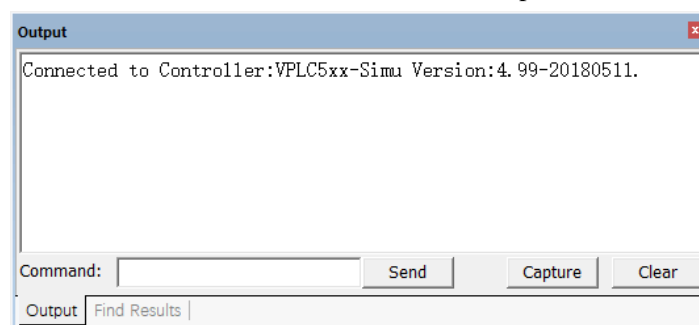 Output
Connected to Controller:VPLC5xx-Simu Version:4.99-20180511.
Command:
Send
Capture
Clear
Output
Find Results